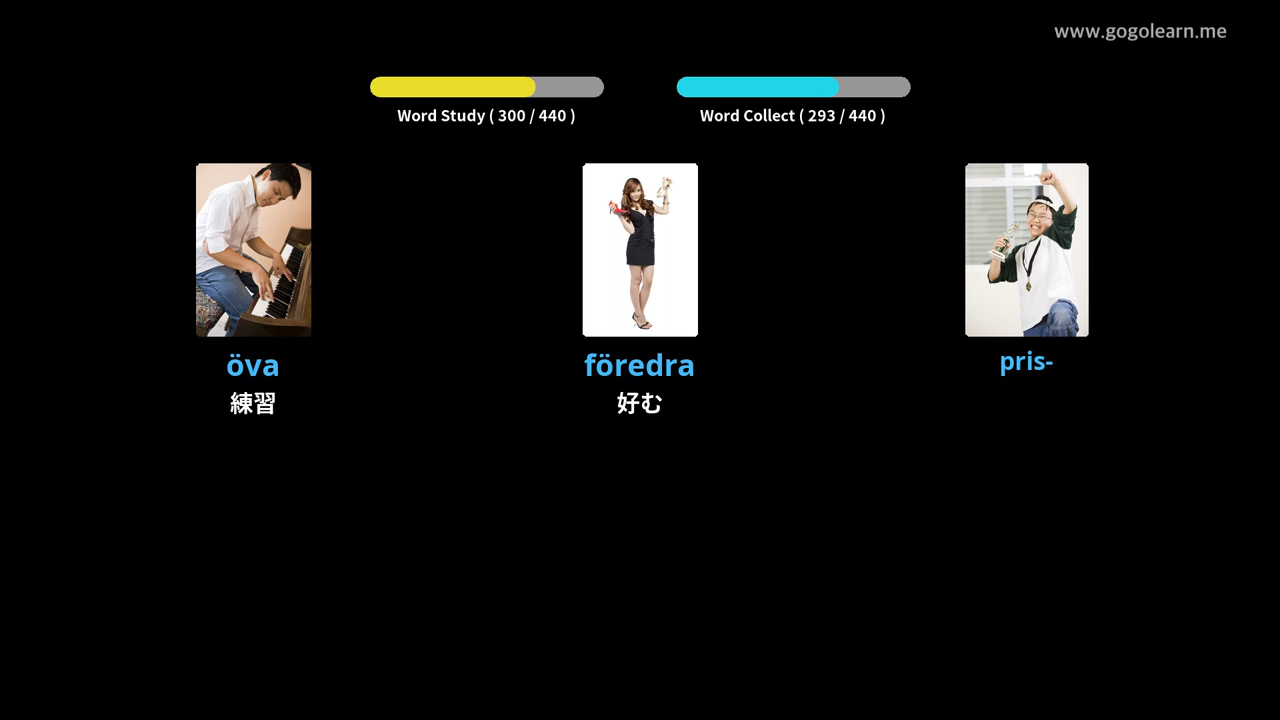 www.gogolearn.me
Word Study ( 300 / 440 )
Word Collect ( 293 / 440 )
öva
練習
föredra
好む
pris-